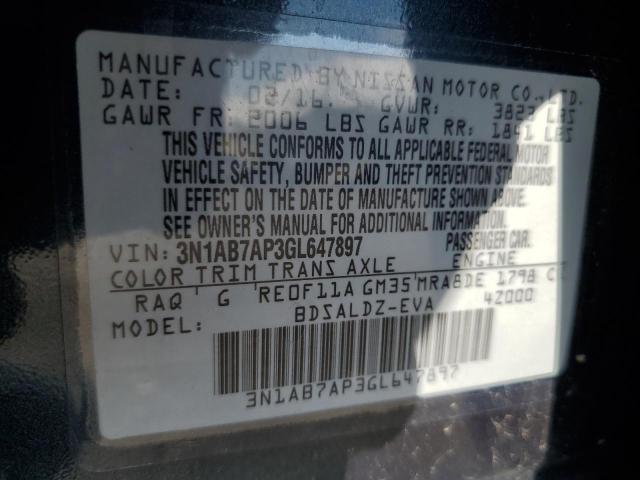 MANUFACTURED BY NISSAN MOTOR CO., LTD.
DATE: 02/16 GVWR: 3823 LBS
GAWR FR: 2006 LBS GAWR RR: 1841 LBS
THIS VEHICLE CONFORMS TO ALL APPLICABLE FEDERAL MOTOR
VEHICLE SAFETY, BUMPER AND THEFT PREVENTION STANDARDS
IN EFFECT ON THE DATE OF MANUFACTURE SHOWN ABOVE.
SEE OWNER'S MANUAL FOR ADDITIONAL INFORMATION.
VIN: 3N1AB7AP3GL647897 PASSENGER CAR.
COLOR TRIM TRANS AXLE ENGINE
RAQ G RE0F11A GM35 MRA8DE 1798 CC
MODEL: BDSALDZ-EVA 4Z000
3N1AB7AP3GL647897